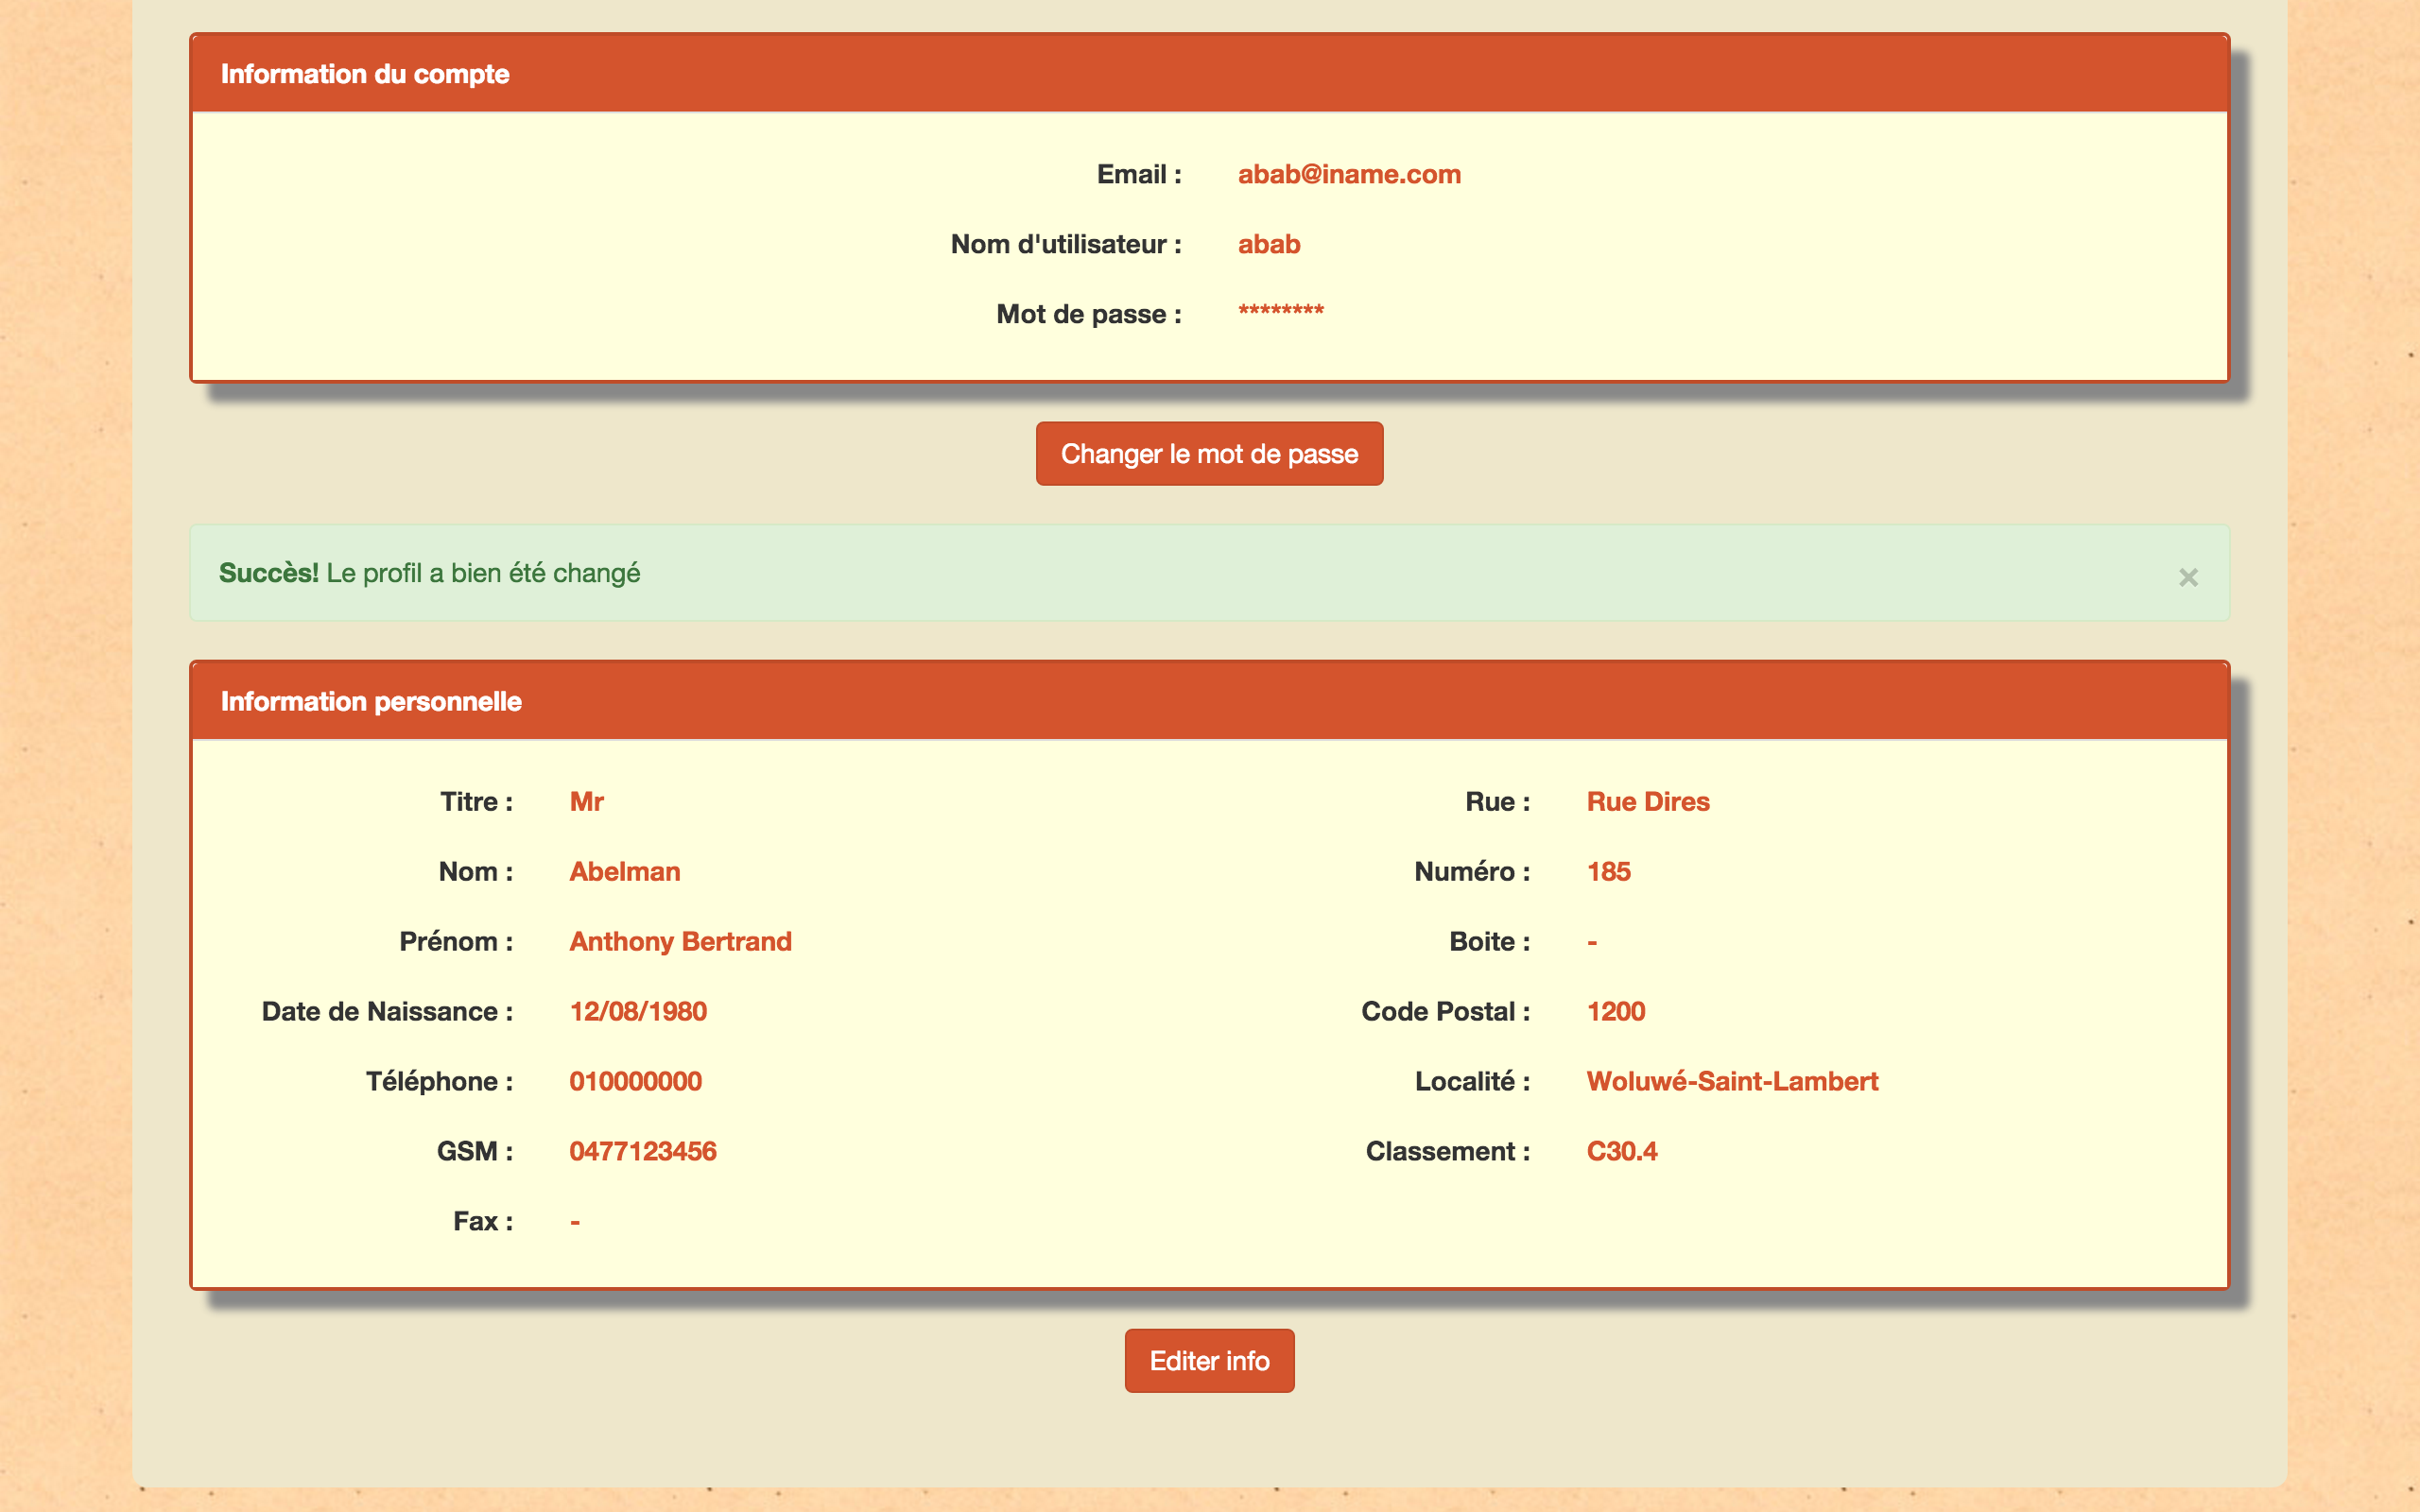 Information du compte
Email : abab@iname.com
Nom d'utilisateur : abab
Mot de passe : ********
Changer le mot de passe
Succès! Le profil a bien été changé ×
Information personnelle
Titre : Mr
Nom : Abelman
Prénom : Anthony Bertrand
Date de Naissance : 12/08/1980
Téléphone : 010000000
GSM : 0477123456
Fax : -
Rue : Rue Dires
Numéro : 185
Boite : -
Code Postal : 1200
Localité : Woluwé-Saint-Lambert
Classement : C30.4
Editer info